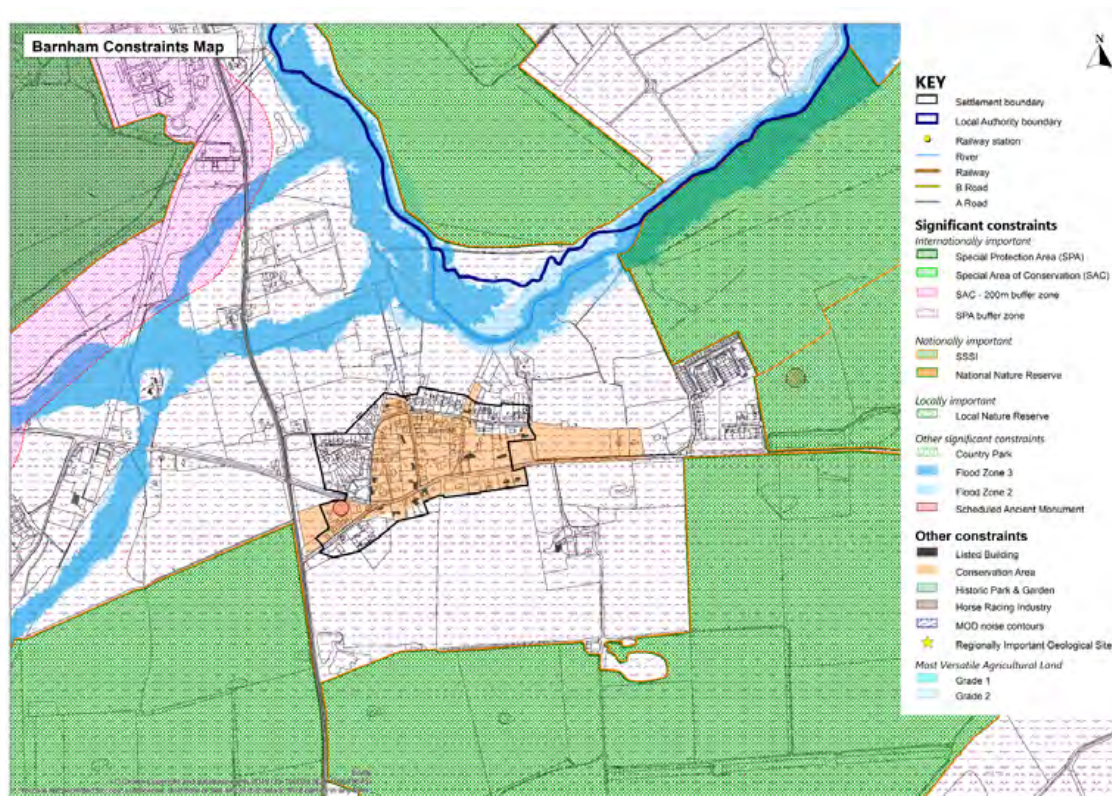 Barnham Constraints Map
N
KEY
Settlement boundary
Local Authority boundary
Railway station
River
Railway
B Road
A Road
Significant constraints
Internationally important
Special Protection Area (SPA)
Special Area of Conservation (SAC)
SAC - 200m buffer zone
SPA buffer zone
Nationally important
SSSI
National Nature Reserve
Locally important
Local Nature Reserve
Other significant constraints
Country Park
Flood Zone 3
Flood Zone 2
Scheduled Ancient Monument
Other constraints
Listed Building
Conservation Area
Historic Park & Garden
Horse Racing Industry
MOD noise contours
Regionally Important Geological Site
Most Versatile Agricultural Land
Grade 1
Grade 2